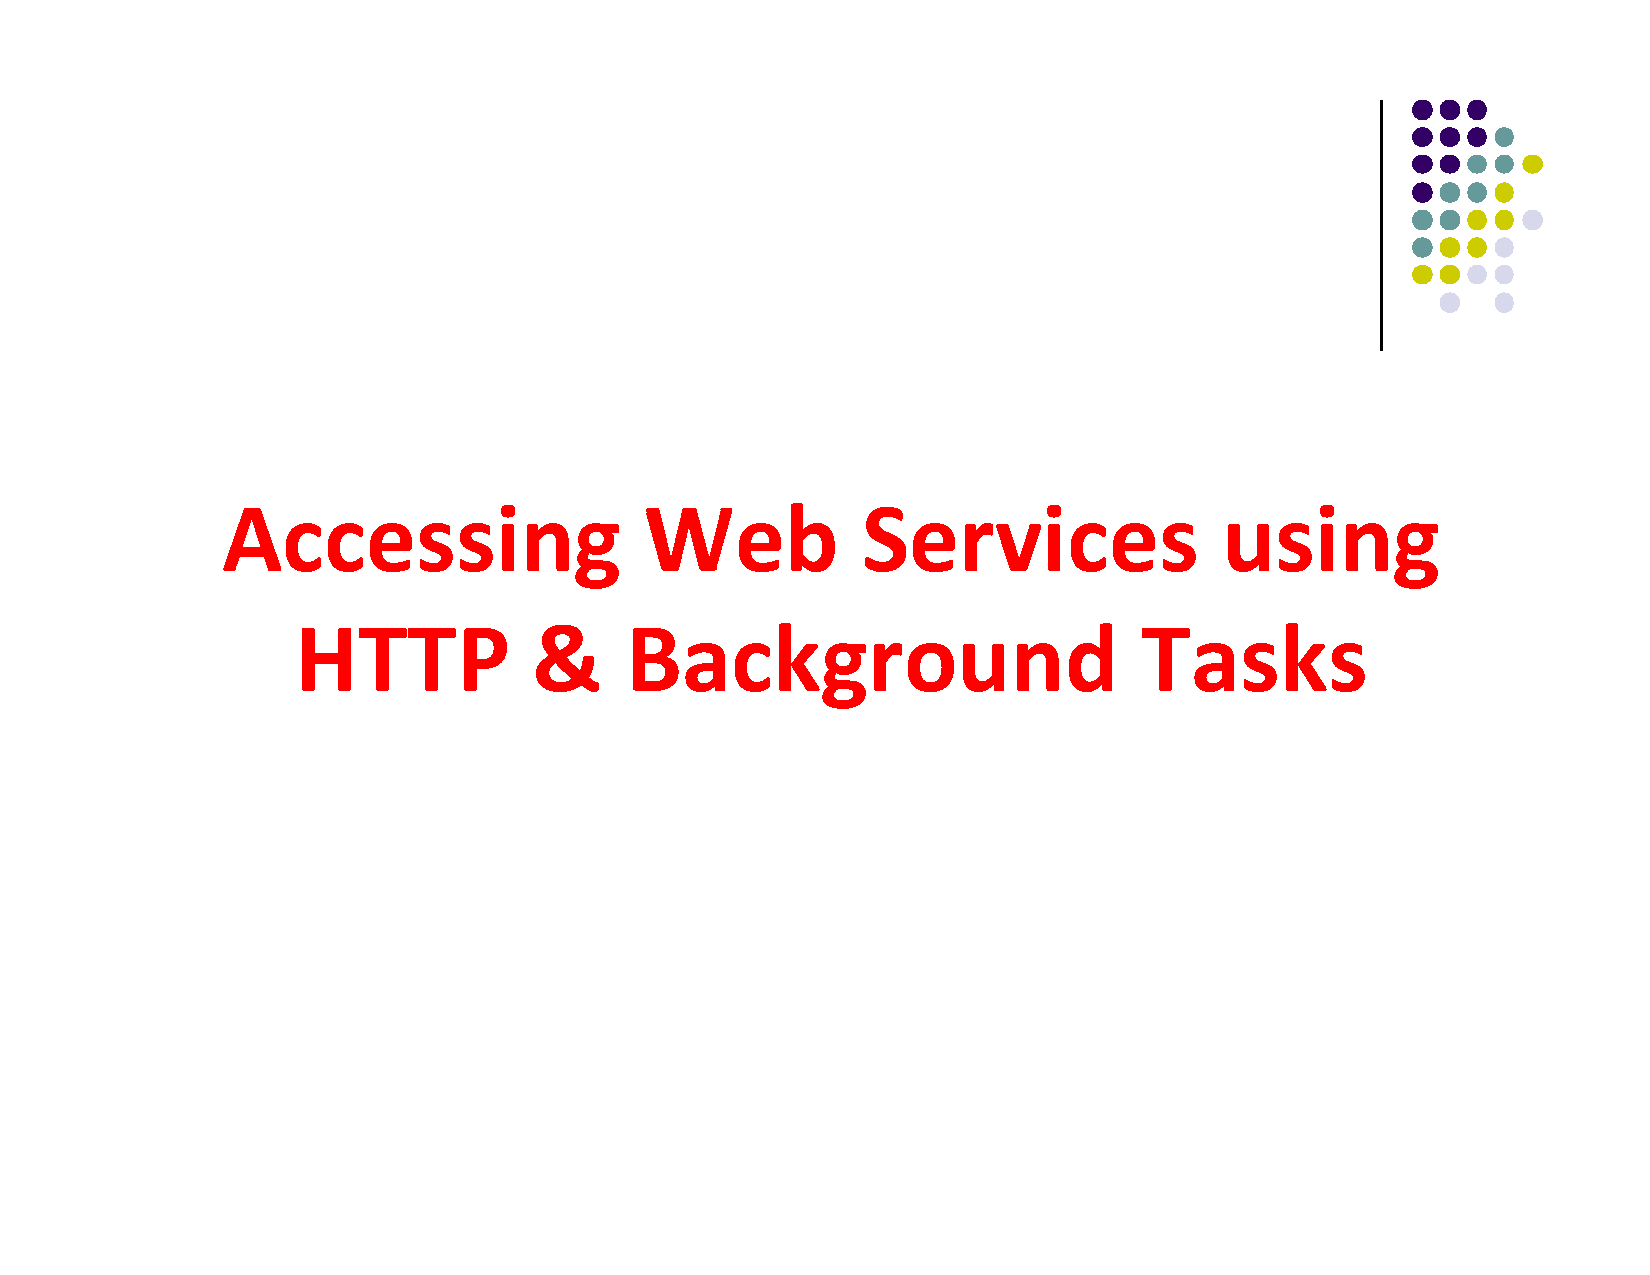 Accessing Web Services using
HTTP & Background Tasks